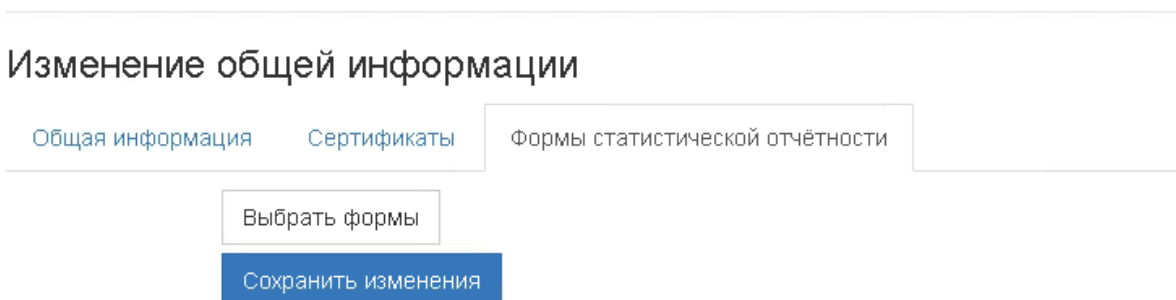 Изменение общей информации
Общая информация Сертификаты Формы статистической отчётности
Выбрать формы
Сохранить изменения